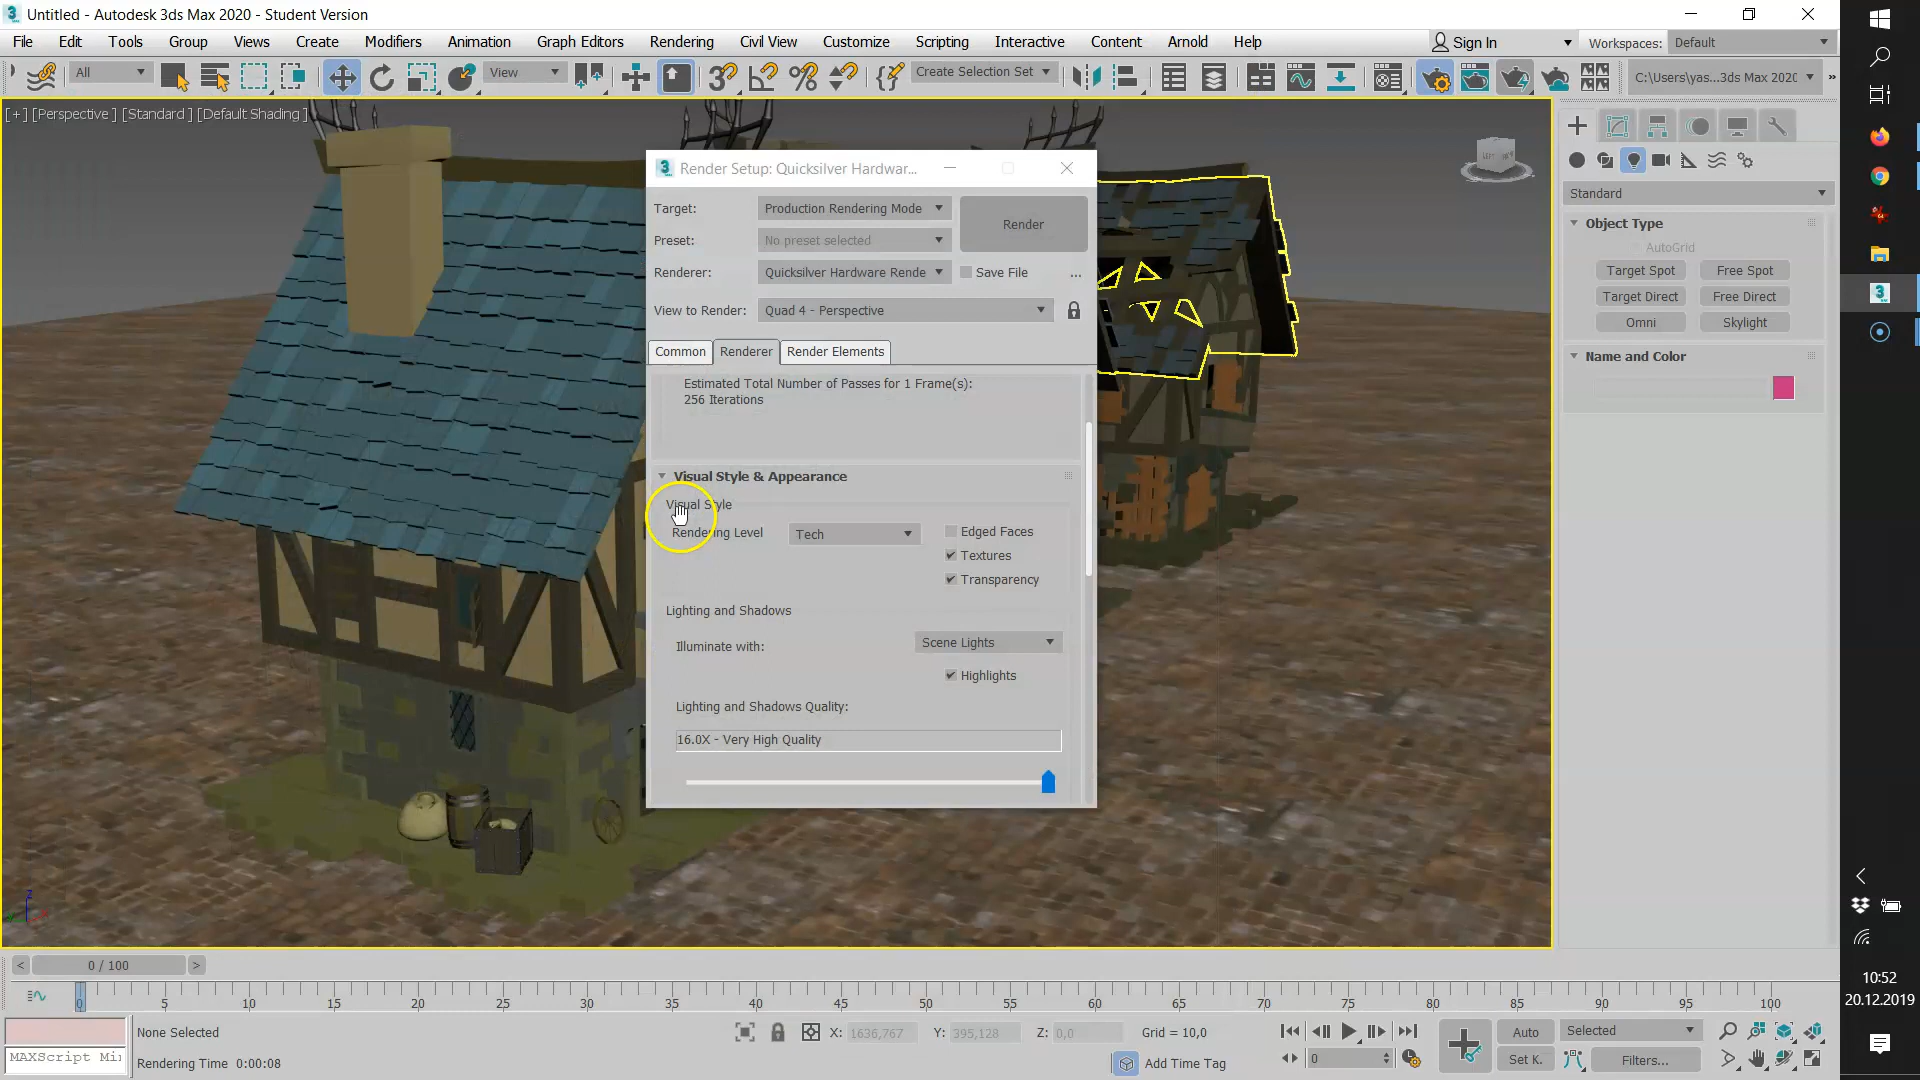 Untitled - Autodesk 3ds Max 2020 - Student Version
File Edit Tools Group Views Create Modifiers Animation Graph Editors Rendering Civil View Customize Scripting Interactive Content Arnold Help
Sign In
Workspaces: Default
All
View
Create Selection Set
C:\Users\yas...3ds Max 2020
[+] [Perspective ] [Standard ] [Default Shading ]
Render Setup: Quicksilver Hardwar...
Target: Production Rendering Mode
Render
Preset: No preset selected
Renderer: Quicksilver Hardware Rende
Save File ...
View to Render: Quad 4 - Perspective
Common Renderer Render Elements
Estimated Total Number of Passes for 1 Frame(s):
256 Iterations
Visual Style & Appearance
Visual Style
Rendering Level Tech
Edged Faces
Textures
Transparency
Lighting and Shadows
Illuminate with: Scene Lights
Highlights
Lighting and Shadows Quality:
16.0X - Very High Quality
Standard
Object Type
AutoGrid
Target Spot Free Spot
Target Direct Free Direct
Omni Skylight
Name and Color
< 0 / 100 >
0 5 10 15 20 25 30 35 40 45 50 55 60 65 70 75 80 85 90 95 100
None Selected
X: 1636,767 Y: 395,128 Z: 0,0 Grid = 10,0
Auto Selected
MAXScript Mi
Rendering Time 0:00:08
Add Time Tag
0
Set K. Filters...
10:52
20.12.2019